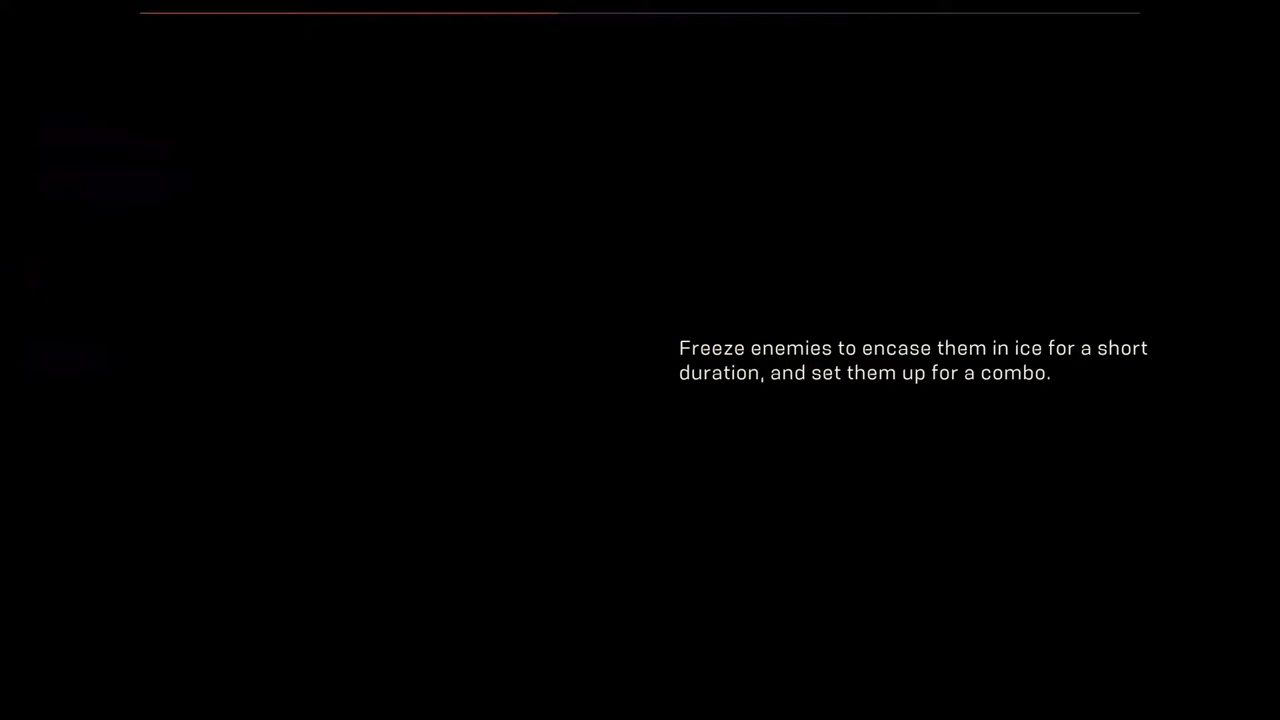 Freeze enemies to encase them in ice for a short
duration, and set them up for a combo.